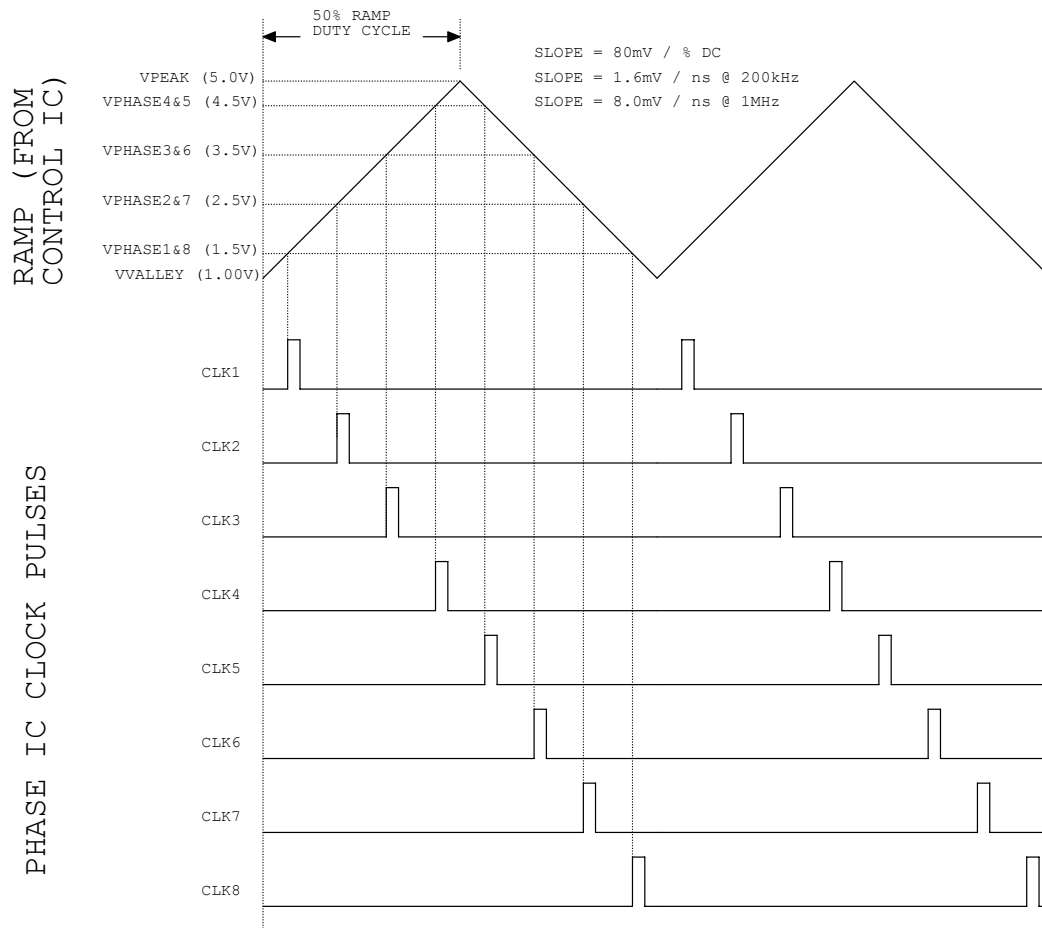 50% RAMP
DUTY CYCLE
SLOPE = 80mV / % DC
SLOPE = 1.6mV / ns @ 200kHz
SLOPE = 8.0mV / ns @ 1MHz
RAMP (FROM
CONTROL IC)
VPEAK (5.0V)
VPHASE4&5 (4.5V)
VPHASE3&6 (3.5V)
VPHASE2&7 (2.5V)
VPHASE1&8 (1.5V)
VVALLEY (1.00V)
PHASE IC CLOCK PULSES
CLK1
CLK2
CLK3
CLK4
CLK5
CLK6
CLK7
CLK8